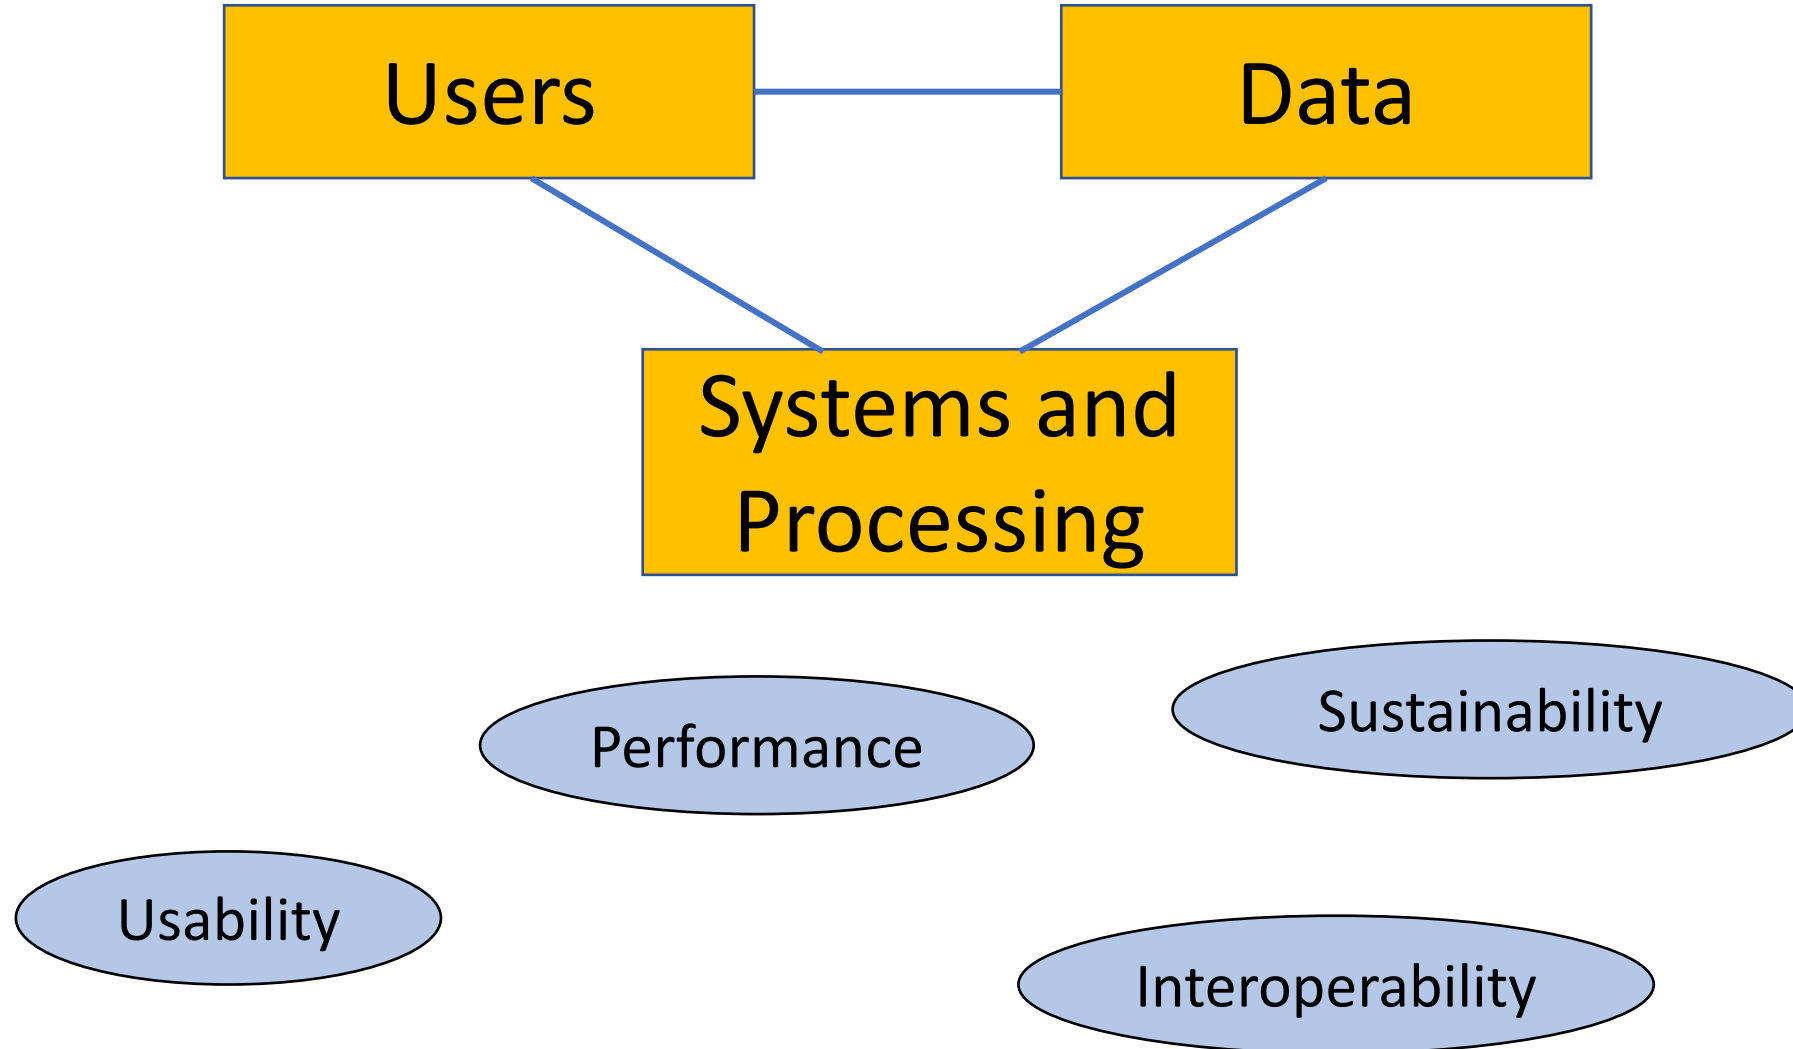 Users
Data
Systems and
Processing
Performance
Sustainability
Usability
Interoperability